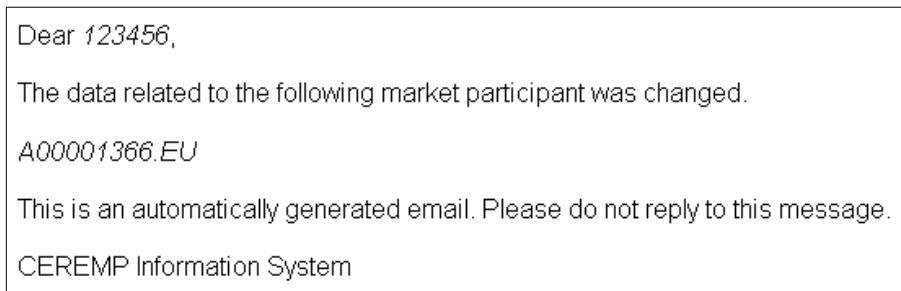 Dear 123456,
The data related to the following market participant was changed.
A00001366.EU
This is an automatically generated email. Please do not reply to this message.
CEREMP Information System